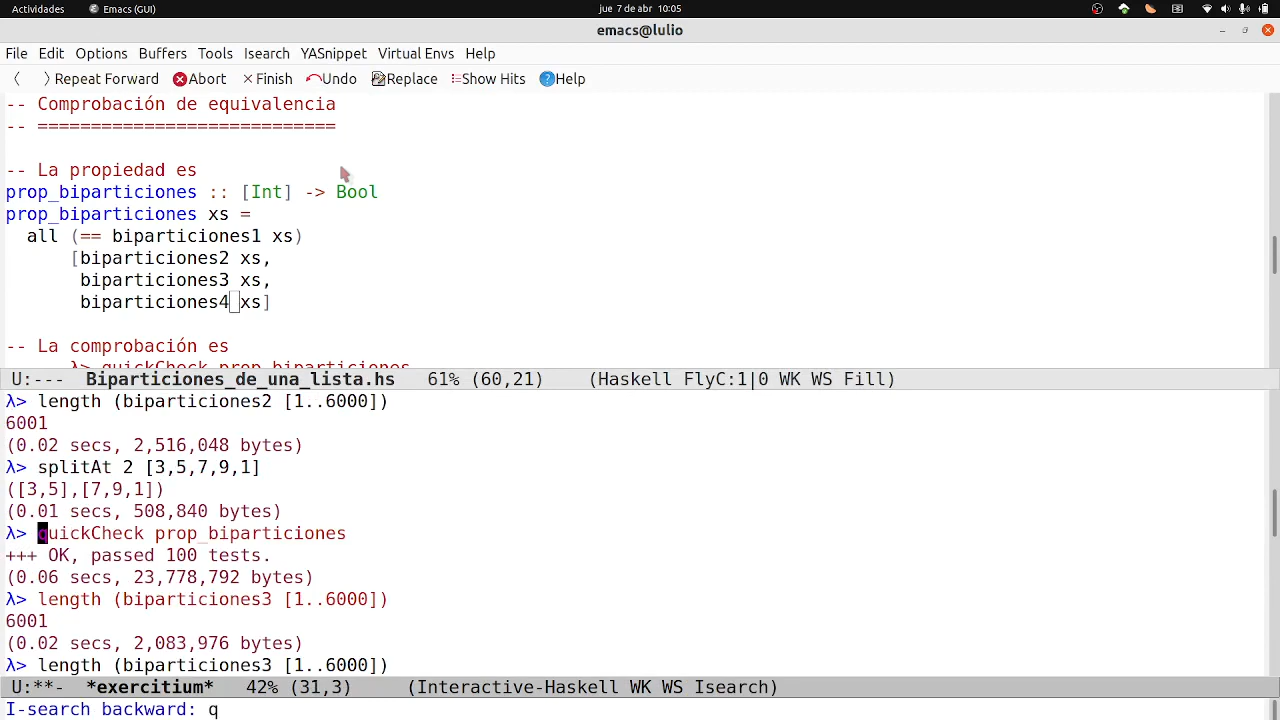 Actividades Emacs (GUI) jue 7 de abr 10:05
emacs@lulio
File Edit Options Buffers Tools Isearch YASnippet Virtual Envs Help
Repeat Forward Abort Finish Undo Replace Show Hits Help
-- Comprobación de equivalencia
-- ============================
-- La propiedad es
prop_biparticiones :: [Int] -> Bool
prop_biparticiones xs =
all (== biparticiones1 xs)
[biparticiones2 xs,
biparticiones3 xs,
biparticiones4 xs]
-- La comprobación es
λ> quickCheck prop_biparticiones
U:--- Biparticiones_de_una_lista.hs 61% (60,21) (Haskell FlyC:1|0 WK WS Fill)
λ> length (biparticiones2 [1..6000])
6001
(0.02 secs, 2,516,048 bytes)
λ> splitAt 2 [3,5,7,9,1]
([3,5],[7,9,1])
(0.01 secs, 508,840 bytes)
λ> quickCheck prop_biparticiones
+++ OK, passed 100 tests.
(0.06 secs, 23,778,792 bytes)
λ> length (biparticiones3 [1..6000])
6001
(0.02 secs, 2,083,976 bytes)
λ> length (biparticiones3 [1..6000])
U:**- *exercitium* 42% (31,3) (Interactive-Haskell WK WS Isearch)
I-search backward: q